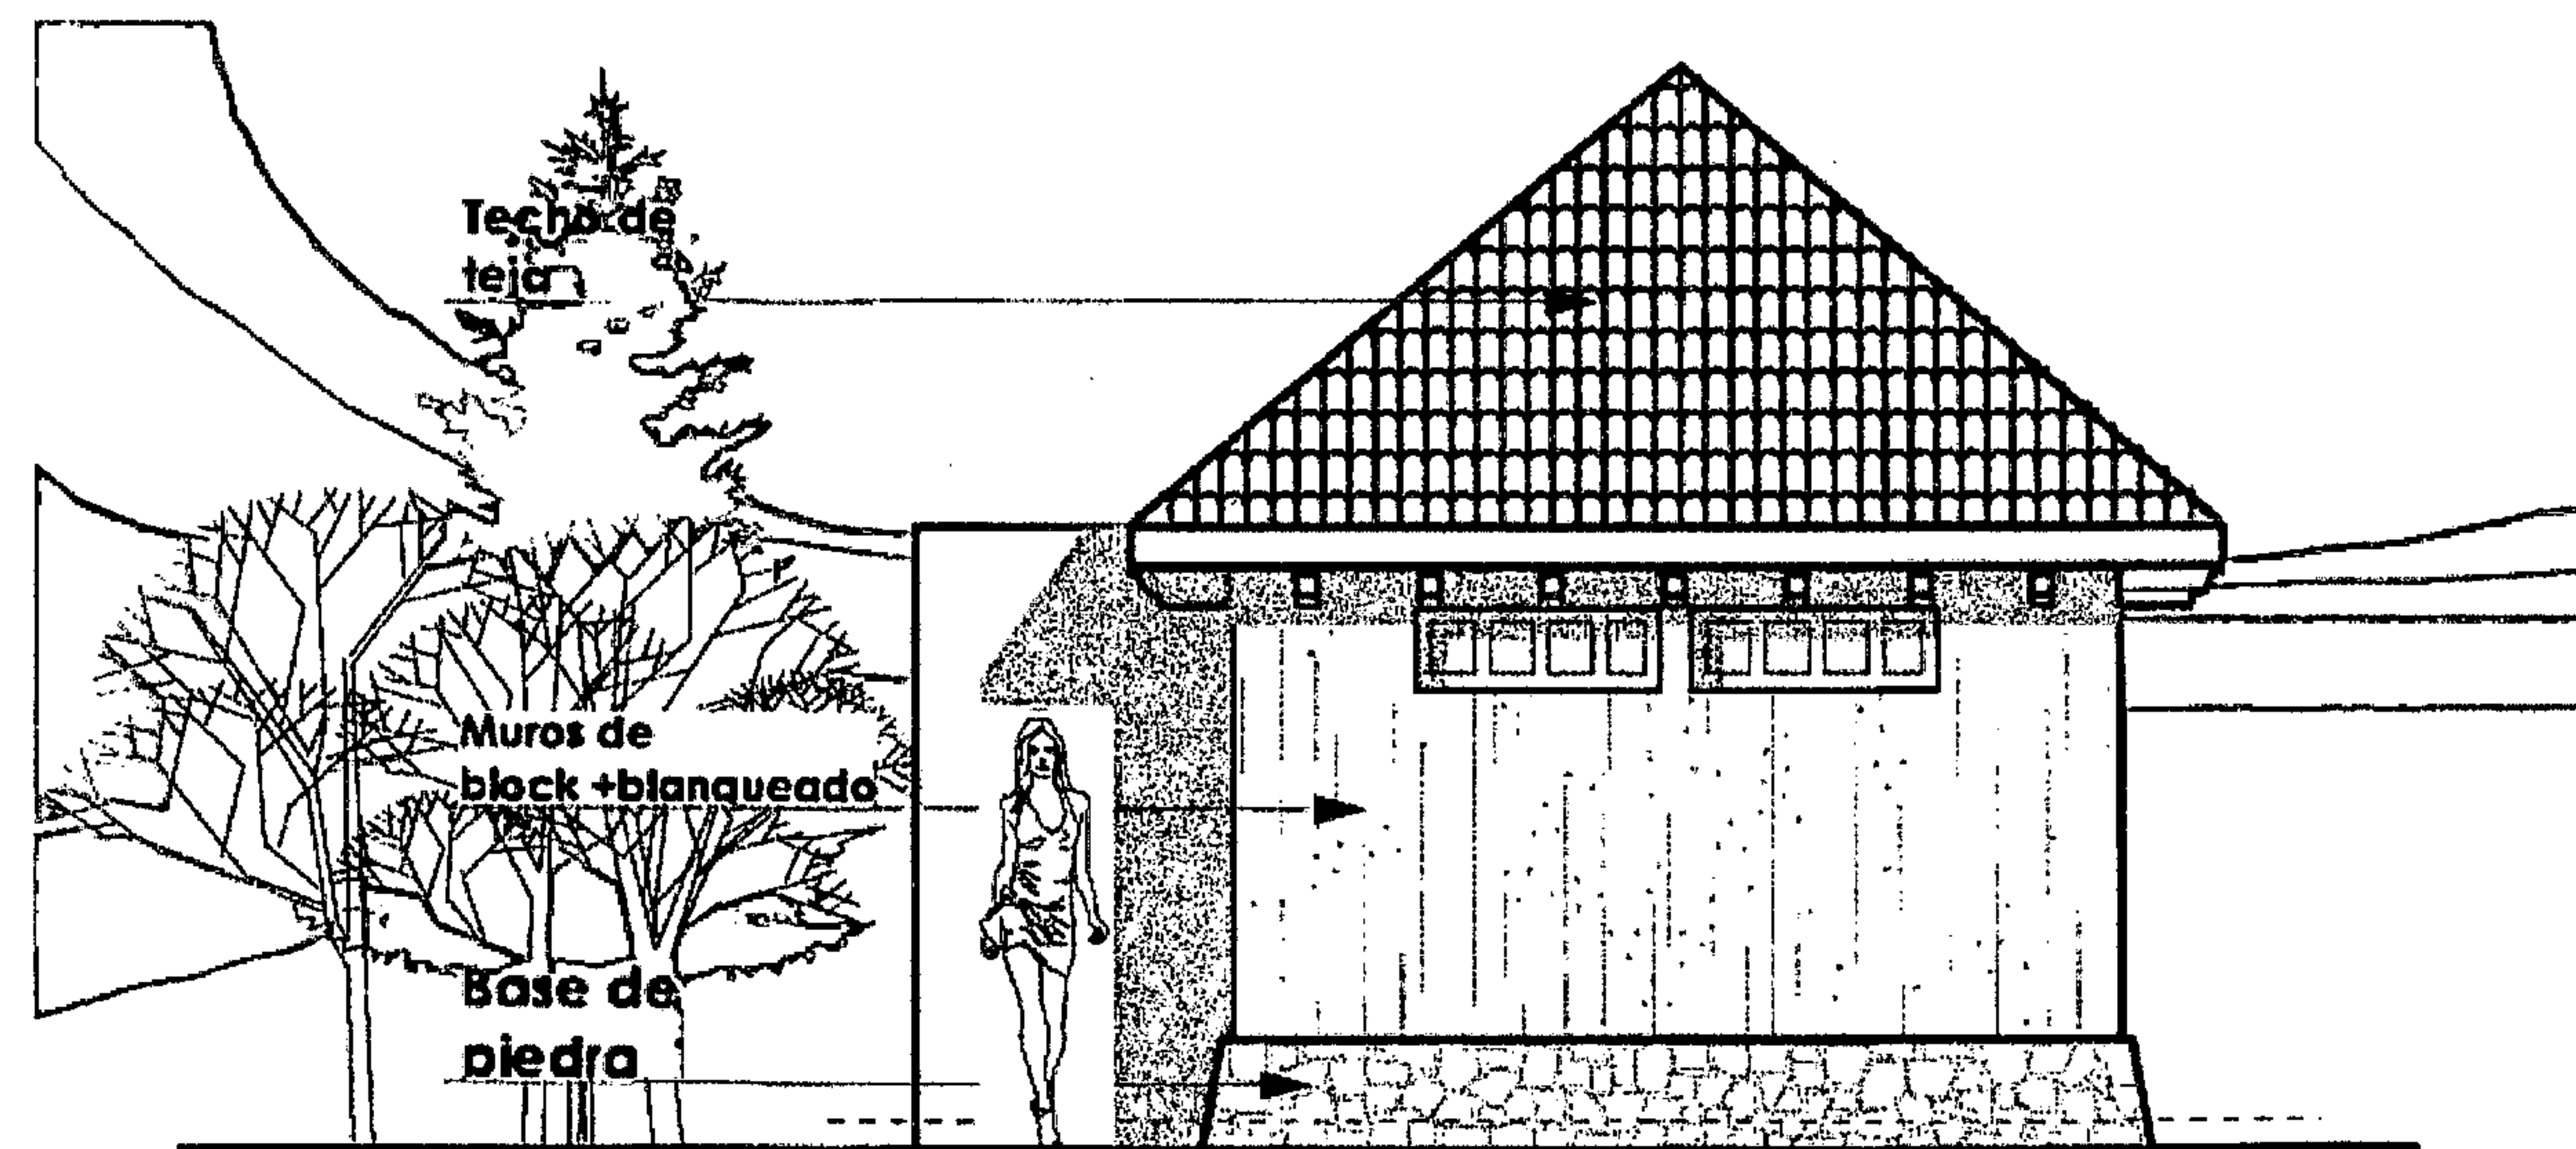 Techo de
teja
Muros de
block +blanqueado
Base de
piedra